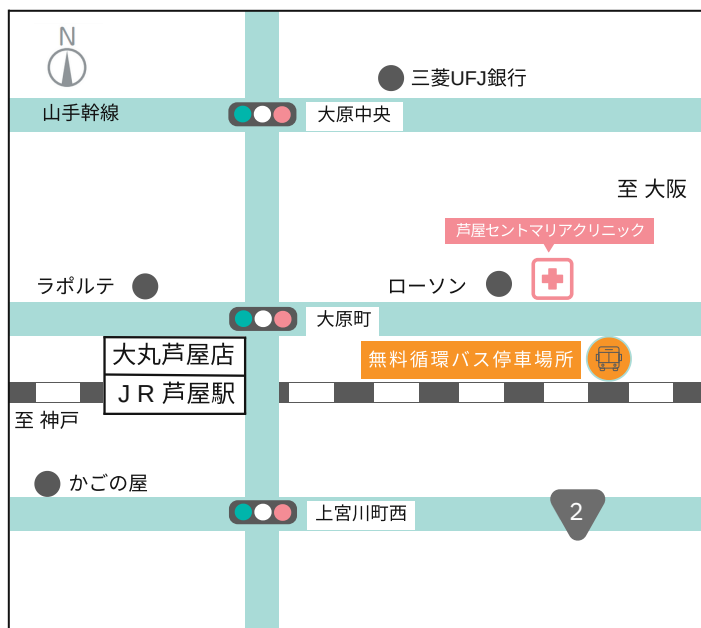 N
三菱UFJ銀行
山手幹線
大原中央
至 大阪
芦屋セントマリアクリニック
ラポルテ
ローソン
大原町
大丸芦屋店
無料循環バス停車場所
JR芦屋駅
至 神戸
かごの屋
上宮川町西
2